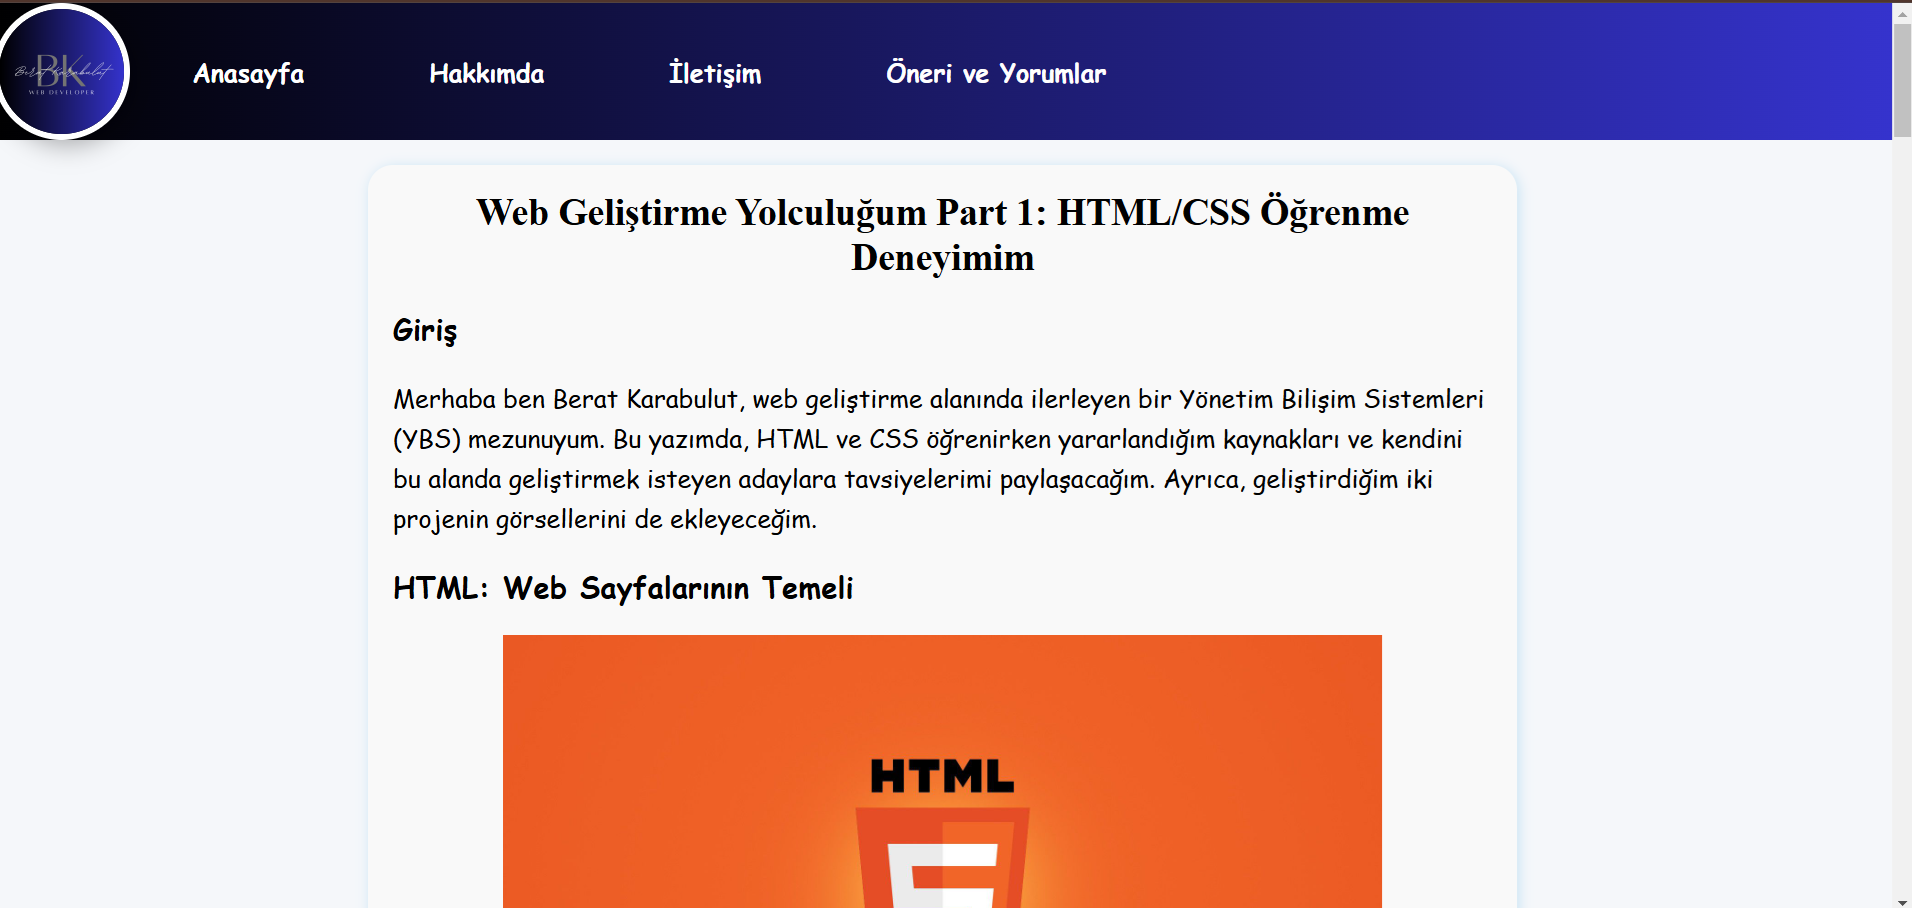 BK
Berat Karabulut
WEB DEVELOPER
Anasayfa
Hakkımda
İletişim
Öneri ve Yorumlar
Web Geliştirme Yolculuğum Part 1: HTML/CSS Öğrenme
Deneyimim
Giriş
Merhaba ben Berat Karabulut, web geliştirme alanında ilerleyen bir Yönetim Bilişim Sistemleri
(YBS) mezunuyum. Bu yazımda, HTML ve CSS öğrenirken yararlandığım kaynakları ve kendini
bu alanda geliştirmek isteyen adaylara tavsiyelerimi paylaşacağım. Ayrıca, geliştirdiğim iki
projenin görsellerini de ekleyeceğim.
HTML: Web Sayfalarının Temeli
HTML